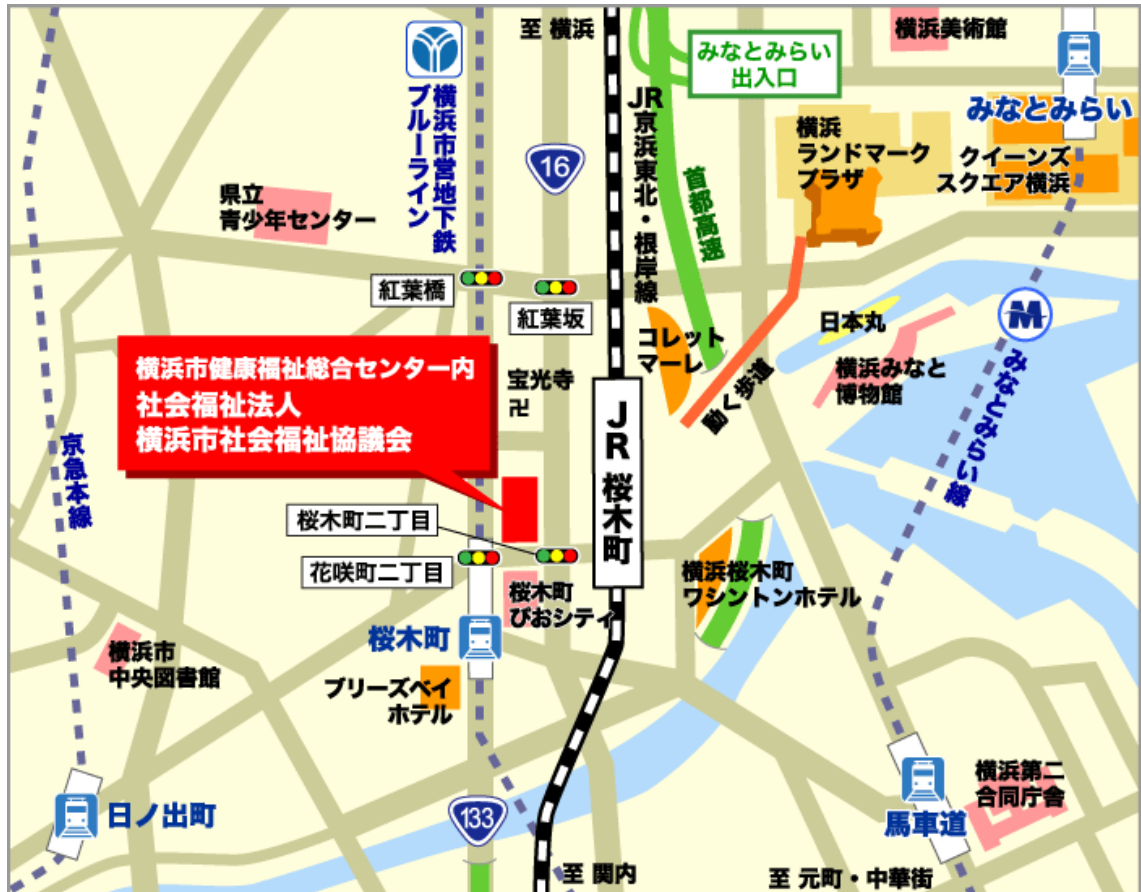 至 横浜
横浜美術館
みなとみらい
出入口
横浜市営地下鉄
ブルーライン
16
JR京浜東北・根岸線
首都高速
横浜
ランドマーク
プラザ
みなとみらい
クイーンズ
スクエア横浜
県立
青少年センター
紅葉橋
紅葉坂
コレット
マーレ
日本丸
M
横浜みなと
博物館
みなとみらい線
動く歩道
横浜市健康福祉総合センター内
社会福祉法人
横浜市社会福祉協議会
宝光寺
卍
JR 桜木町
京急本線
桜木町二丁目
花咲町二丁目
桜木町
ぴおシティ
横浜桜木町
ワシントンホテル
桜木町
横浜市
中央図書館
ブリーズベイ
ホテル
日ノ出町
133
馬車道
横浜第二
合同庁舎
至 関内
至 元町・中華街